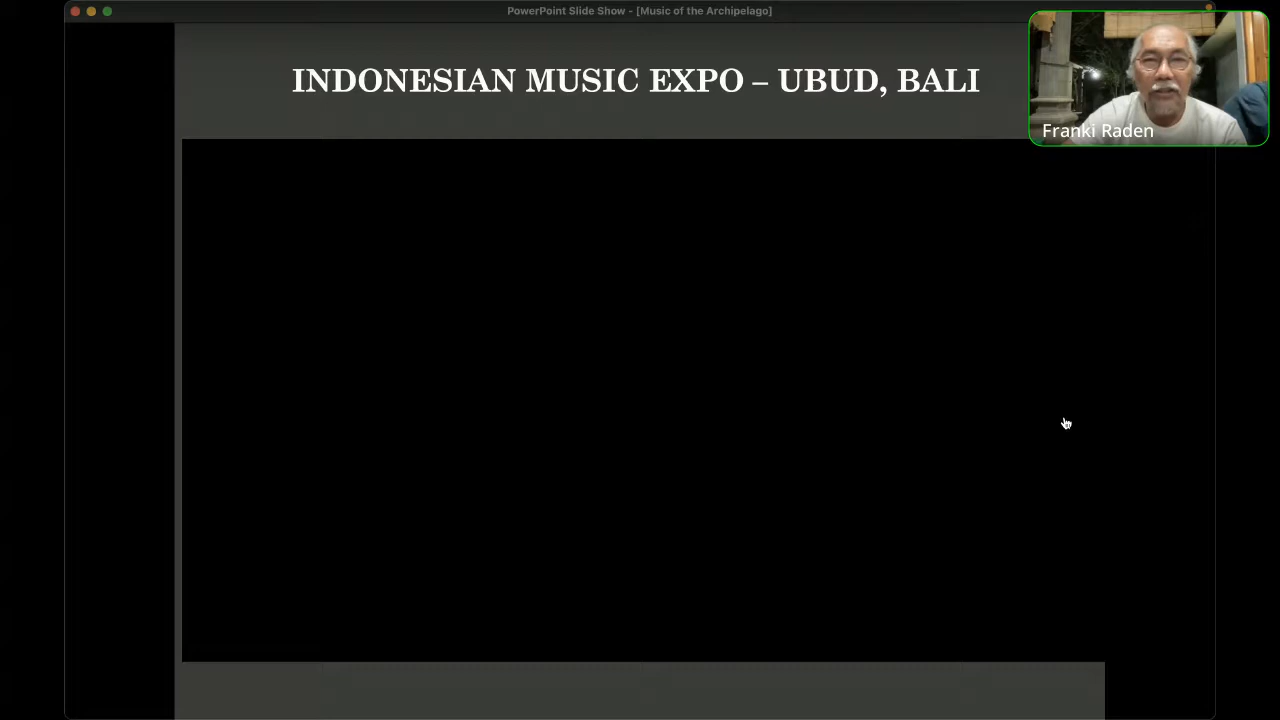 PowerPoint Slide Show - [Music of the Archipelago]
INDONESIAN MUSIC EXPO – UBUD, BALI
Franki Raden